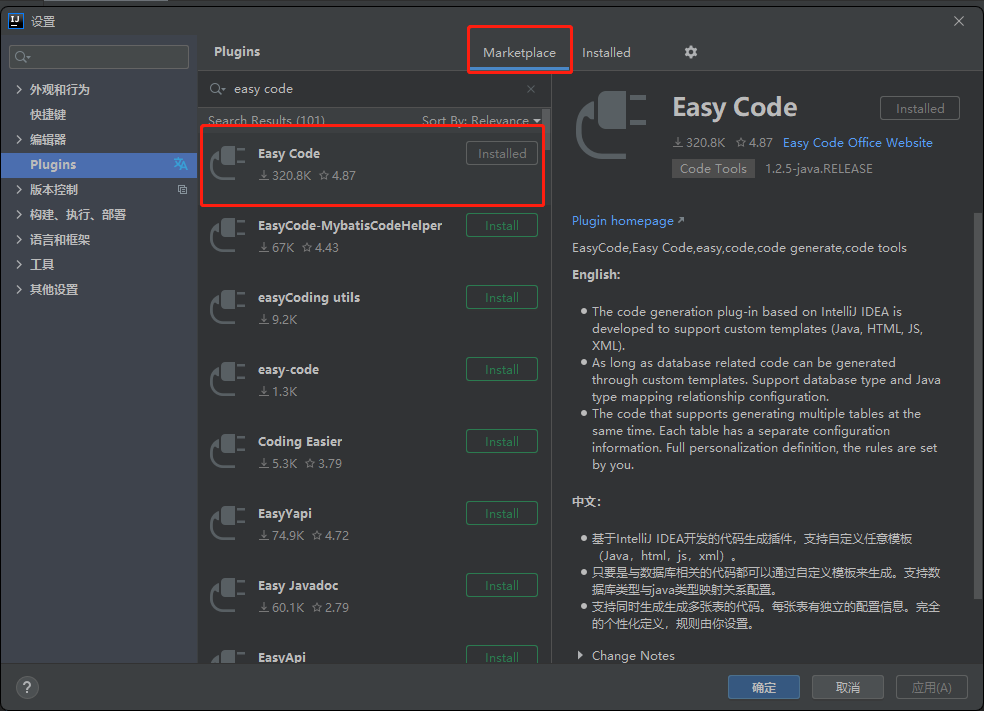 设置
外观和行为
快捷键
编辑器
Plugins
版本控制
构建、执行、部署
语言和框架
工具
其他设置
Plugins
Marketplace
Installed
easy code
Search Results (101)
Sort By: Relevance
Easy Code
Installed
320.8K 4.87
EasyCode-MybatisCodeHelper
Install
67K 4.43
easyCoding utils
Install
9.2K
easy-code
Install
1.3K
Coding Easier
Install
5.3K 3.79
EasyYapi
Install
74.9K 4.72
Easy Javadoc
Install
60.1K 2.79
EasyApi
Install
Easy Code
Installed
320.8K 4.87 Easy Code Office Website
Code Tools 1.2.5-java.RELEASE
Plugin homepage
EasyCode,Easy Code,easy,code,code generate,code tools
English:
The code generation plug-in based on IntelliJ IDEA is
developed to support custom templates (Java, HTML, JS,
XML).
As long as database related code can be generated
through custom templates. Support database type and Java
type mapping relationship configuration.
The code that supports generating multiple tables at the
same time. Each table has a separate configuration
information. Full personalization definition, the rules are set
by you.
中文：
基于IntelliJ IDEA开发的代码生成插件，支持自定义任意模板
（Java，html，js，xml）。
只要是与数据库相关的代码都可以通过自定义模板来生成。支持数
据库类型与java类型映射关系配置。
支持同时生成生成多张表的代码。每张表有独立的配置信息。完全
的个性化定义，规则由你设置。
Change Notes
?
确定
取消
应用(A)